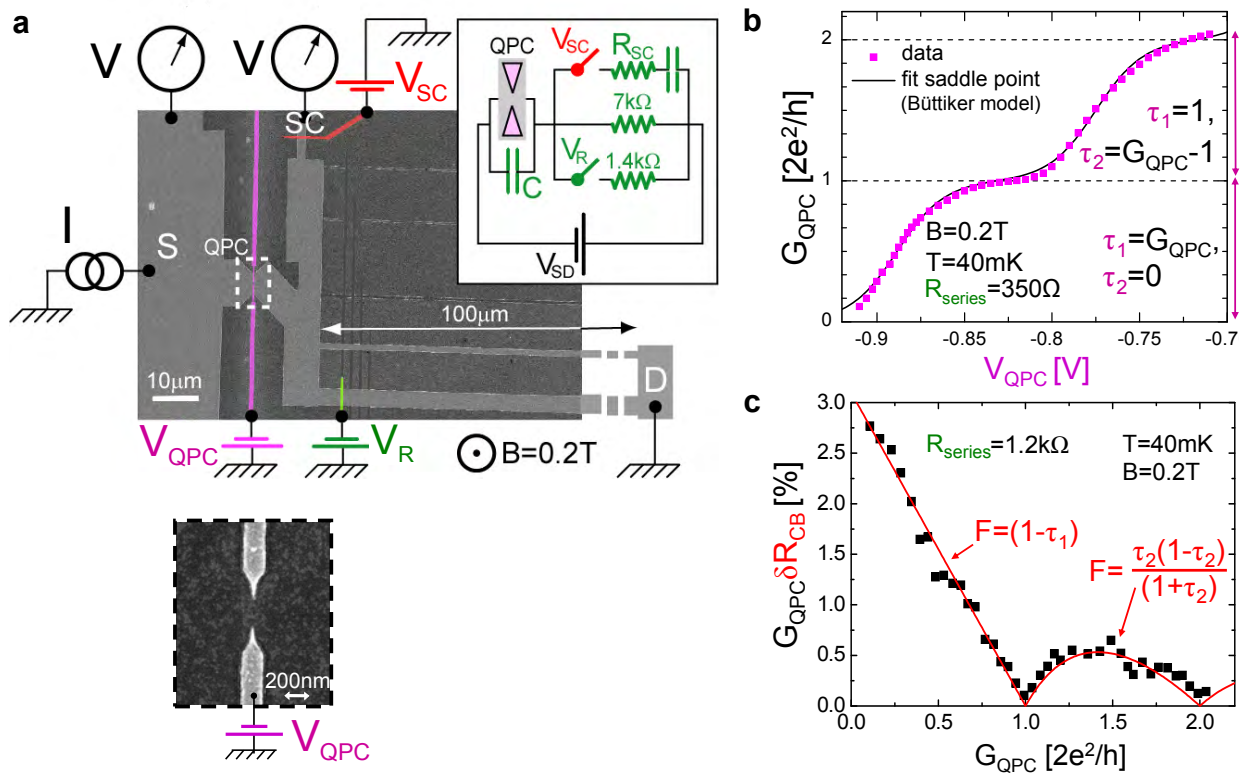 a
V
V
V_SC
SC
I
S
QPC
100μm
10μm
D
V_QPC
V_R
B=0.2T
QPC
V_SC
R_SC
7kΩ
V_R
1.4kΩ
C
V_SD
200nm
V_QPC
b
G_QPC [2e²/h]
2
1
0
data
fit saddle point
(Büttiker model)
τ₁=1,
τ₂=G_QPC-1
B=0.2T
T=40mK
R_series=350Ω
τ₁=G_QPC,
τ₂=0
-0.9 -0.85 -0.8 -0.75 -0.7
V_QPC [V]
c
G_QPC δR_CB [%]
3.0
2.5
2.0
1.5
1.0
0.5
0.0
R_series=1.2kΩ
T=40mK
B=0.2T
F=(1-τ₁)
F= τ₂(1-τ₂)
(1+τ₂)
0.0 0.5 1.0 1.5 2.0
G_QPC [2e²/h]